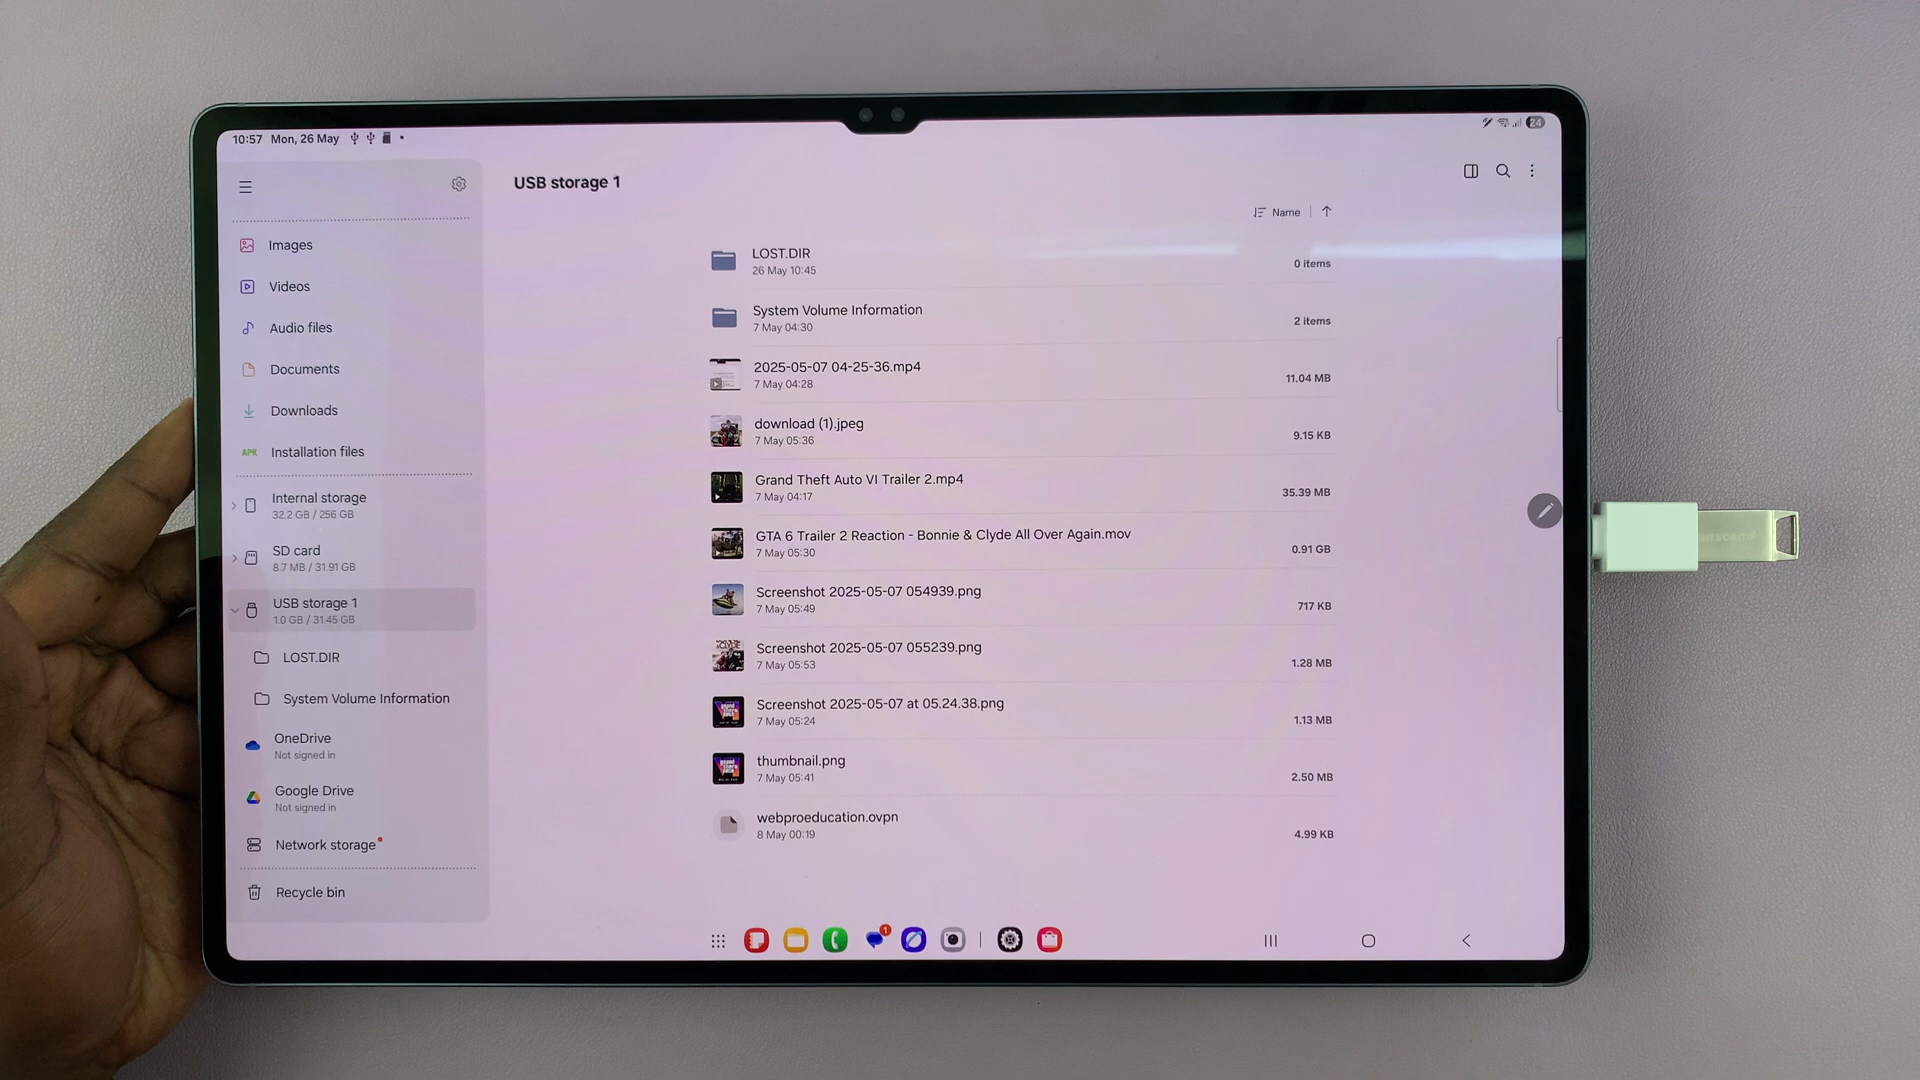 10:57 Mon, 26 May
24
USB storage 1
Name
Images
Videos
Audio files
Documents
Downloads
APK Installation files
Internal storage
32.2 GB / 256 GB
SD card
8.7 MB / 31.91 GB
USB storage 1
1.0 GB / 31.45 GB
LOST.DIR
System Volume Information
OneDrive
Not signed in
Google Drive
Not signed in
Network storage
Recycle bin
LOST.DIR
26 May 10:45
0 items
System Volume Information
7 May 04:30
2 items
2025-05-07 04-25-36.mp4
7 May 04:28
11.04 MB
download (1).jpeg
7 May 05:36
9.15 KB
Grand Theft Auto VI Trailer 2.mp4
7 May 04:17
35.39 MB
GTA 6 Trailer 2 Reaction - Bonnie & Clyde All Over Again.mov
7 May 05:30
0.91 GB
Screenshot 2025-05-07 054939.png
7 May 05:49
717 KB
Screenshot 2025-05-07 055239.png
7 May 05:53
1.28 MB
Screenshot 2025-05-07 at 05.24.38.png
7 May 05:24
1.13 MB
thumbnail.png
7 May 05:41
2.50 MB
webproeducation.ovpn
8 May 00:19
4.99 KB
1